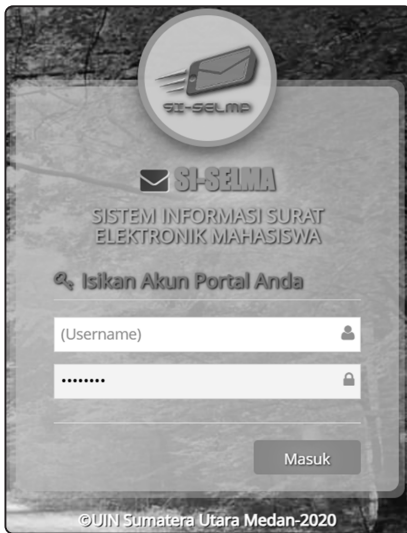 SI-SELMA
SI-SELMA
SISTEM INFORMASI SURAT
ELEKTRONIK MAHASISWA
Isikan Akun Portal Anda
(Username)
••••••••
Masuk
©UIN Sumatera Utara Medan-2020